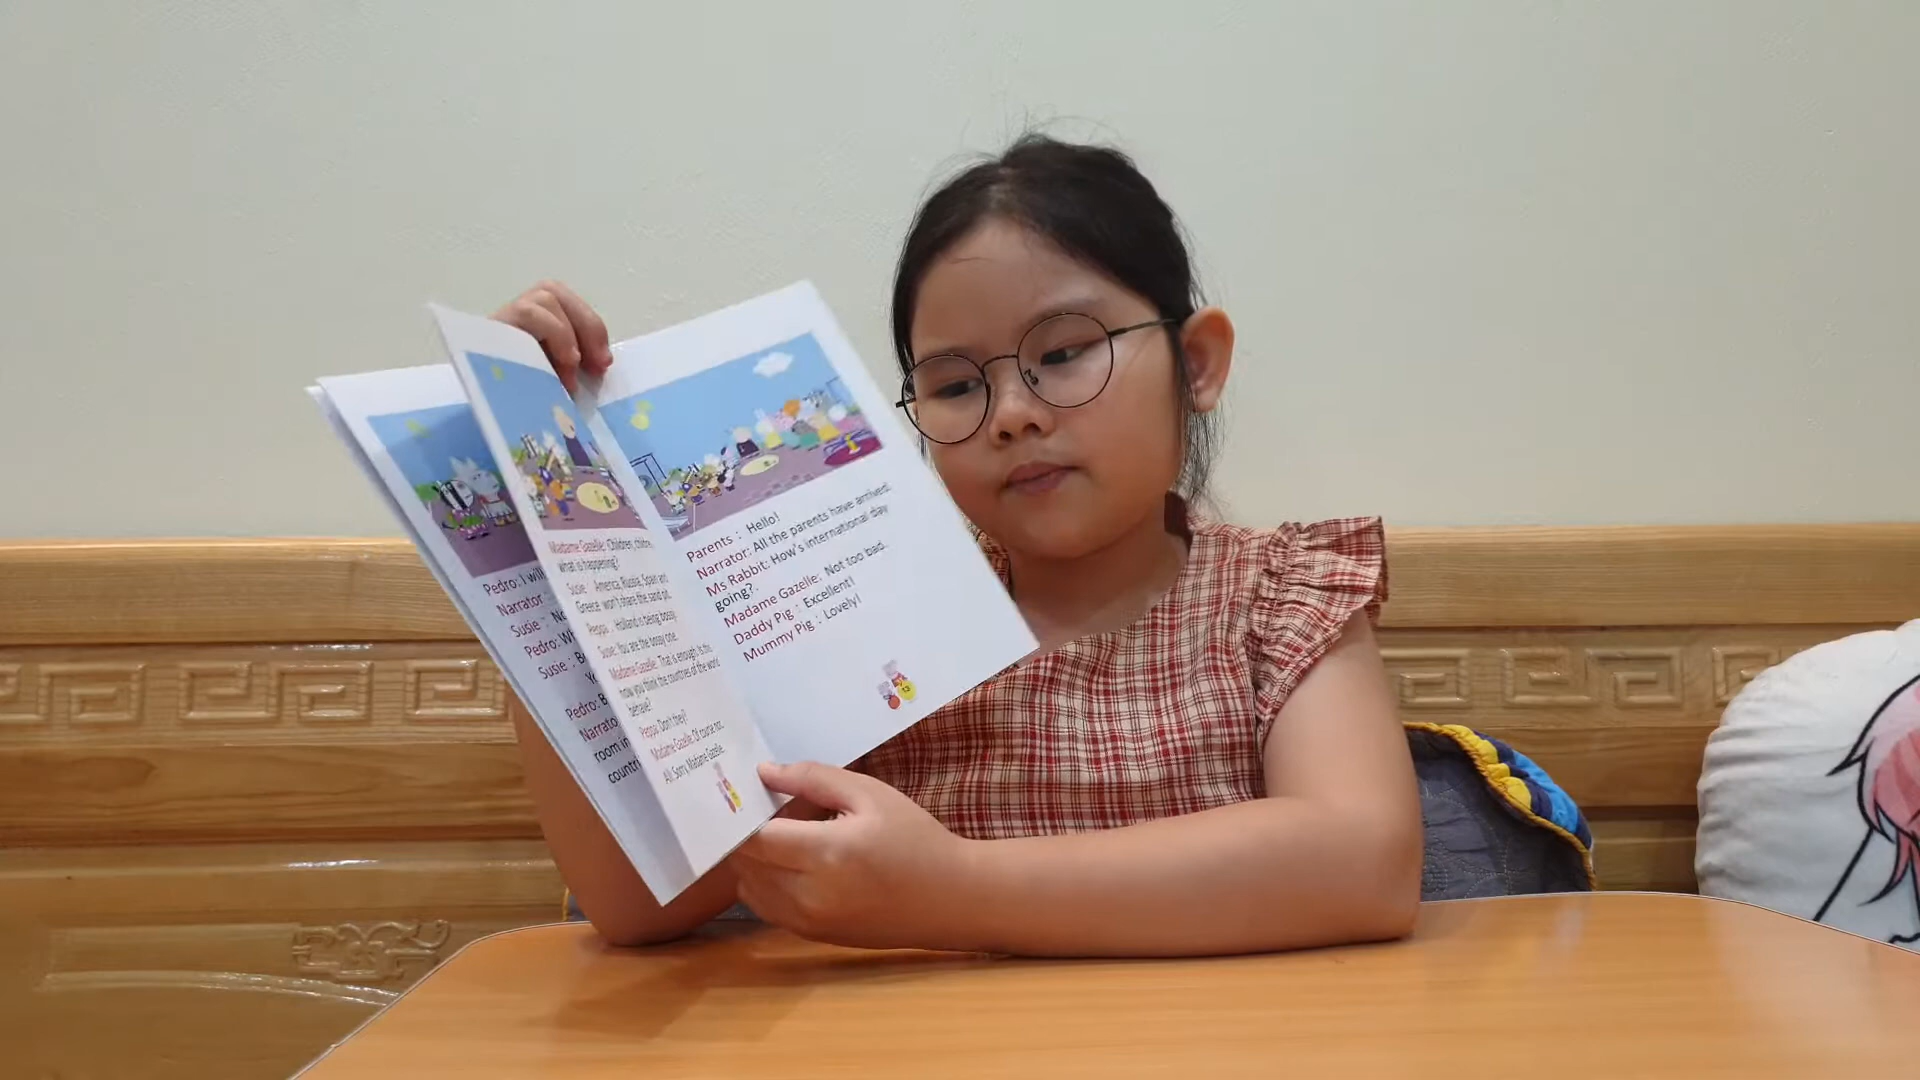 Pedro: I will
Narrator
Susie :
Pedro:
Susie :
Pedro:
Narrato
room in
countri
Madame Gazelle: Children,
what is happening?
Susie : America, Russia, Spain and
Greece won't share the sand pit.
Peppa : Holland is being bossy.
Susie: You are the bossy one.
Madame Gazelle: That is enough. Is this
how you think the countries of the world
behave?
Peppa: Don't they?
Madame Gazelle: Of course not.
All: Sorry, Madame Gazelle.
Parents : Hello!
Narrator: All the parents have arrived.
Ms Rabbit: How's international day
going?
Madame Gazelle: Not too bad.
Daddy Pig : Excellent!
Mummy Pig : Lovely!
13